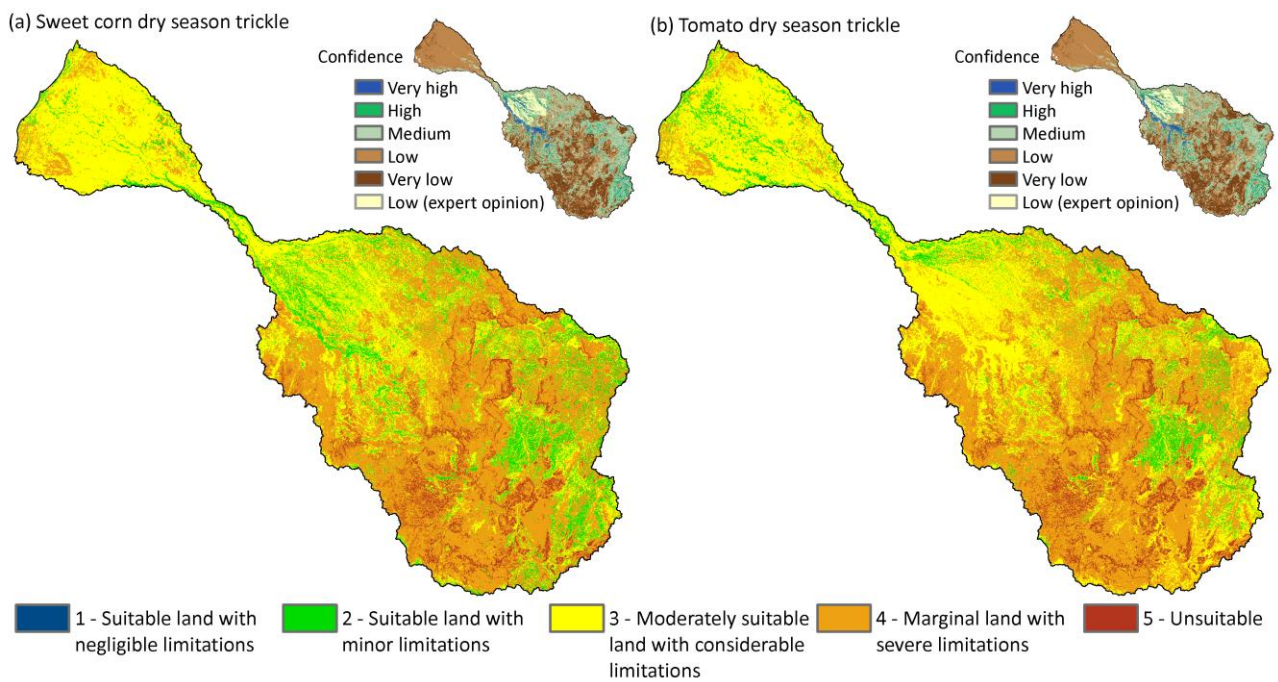 (a) Sweet corn dry season trickle
Confidence
Very high
High
Medium
Low
Very low
Low (expert opinion)
(b) Tomato dry season trickle
Confidence
Very high
High
Medium
Low
Very low
Low (expert opinion)
1 - Suitable land with
negligible limitations
2 - Suitable land with
minor limitations
3 - Moderately suitable
land with considerable
limitations
4 - Marginal land with
severe limitations
5 - Unsuitable